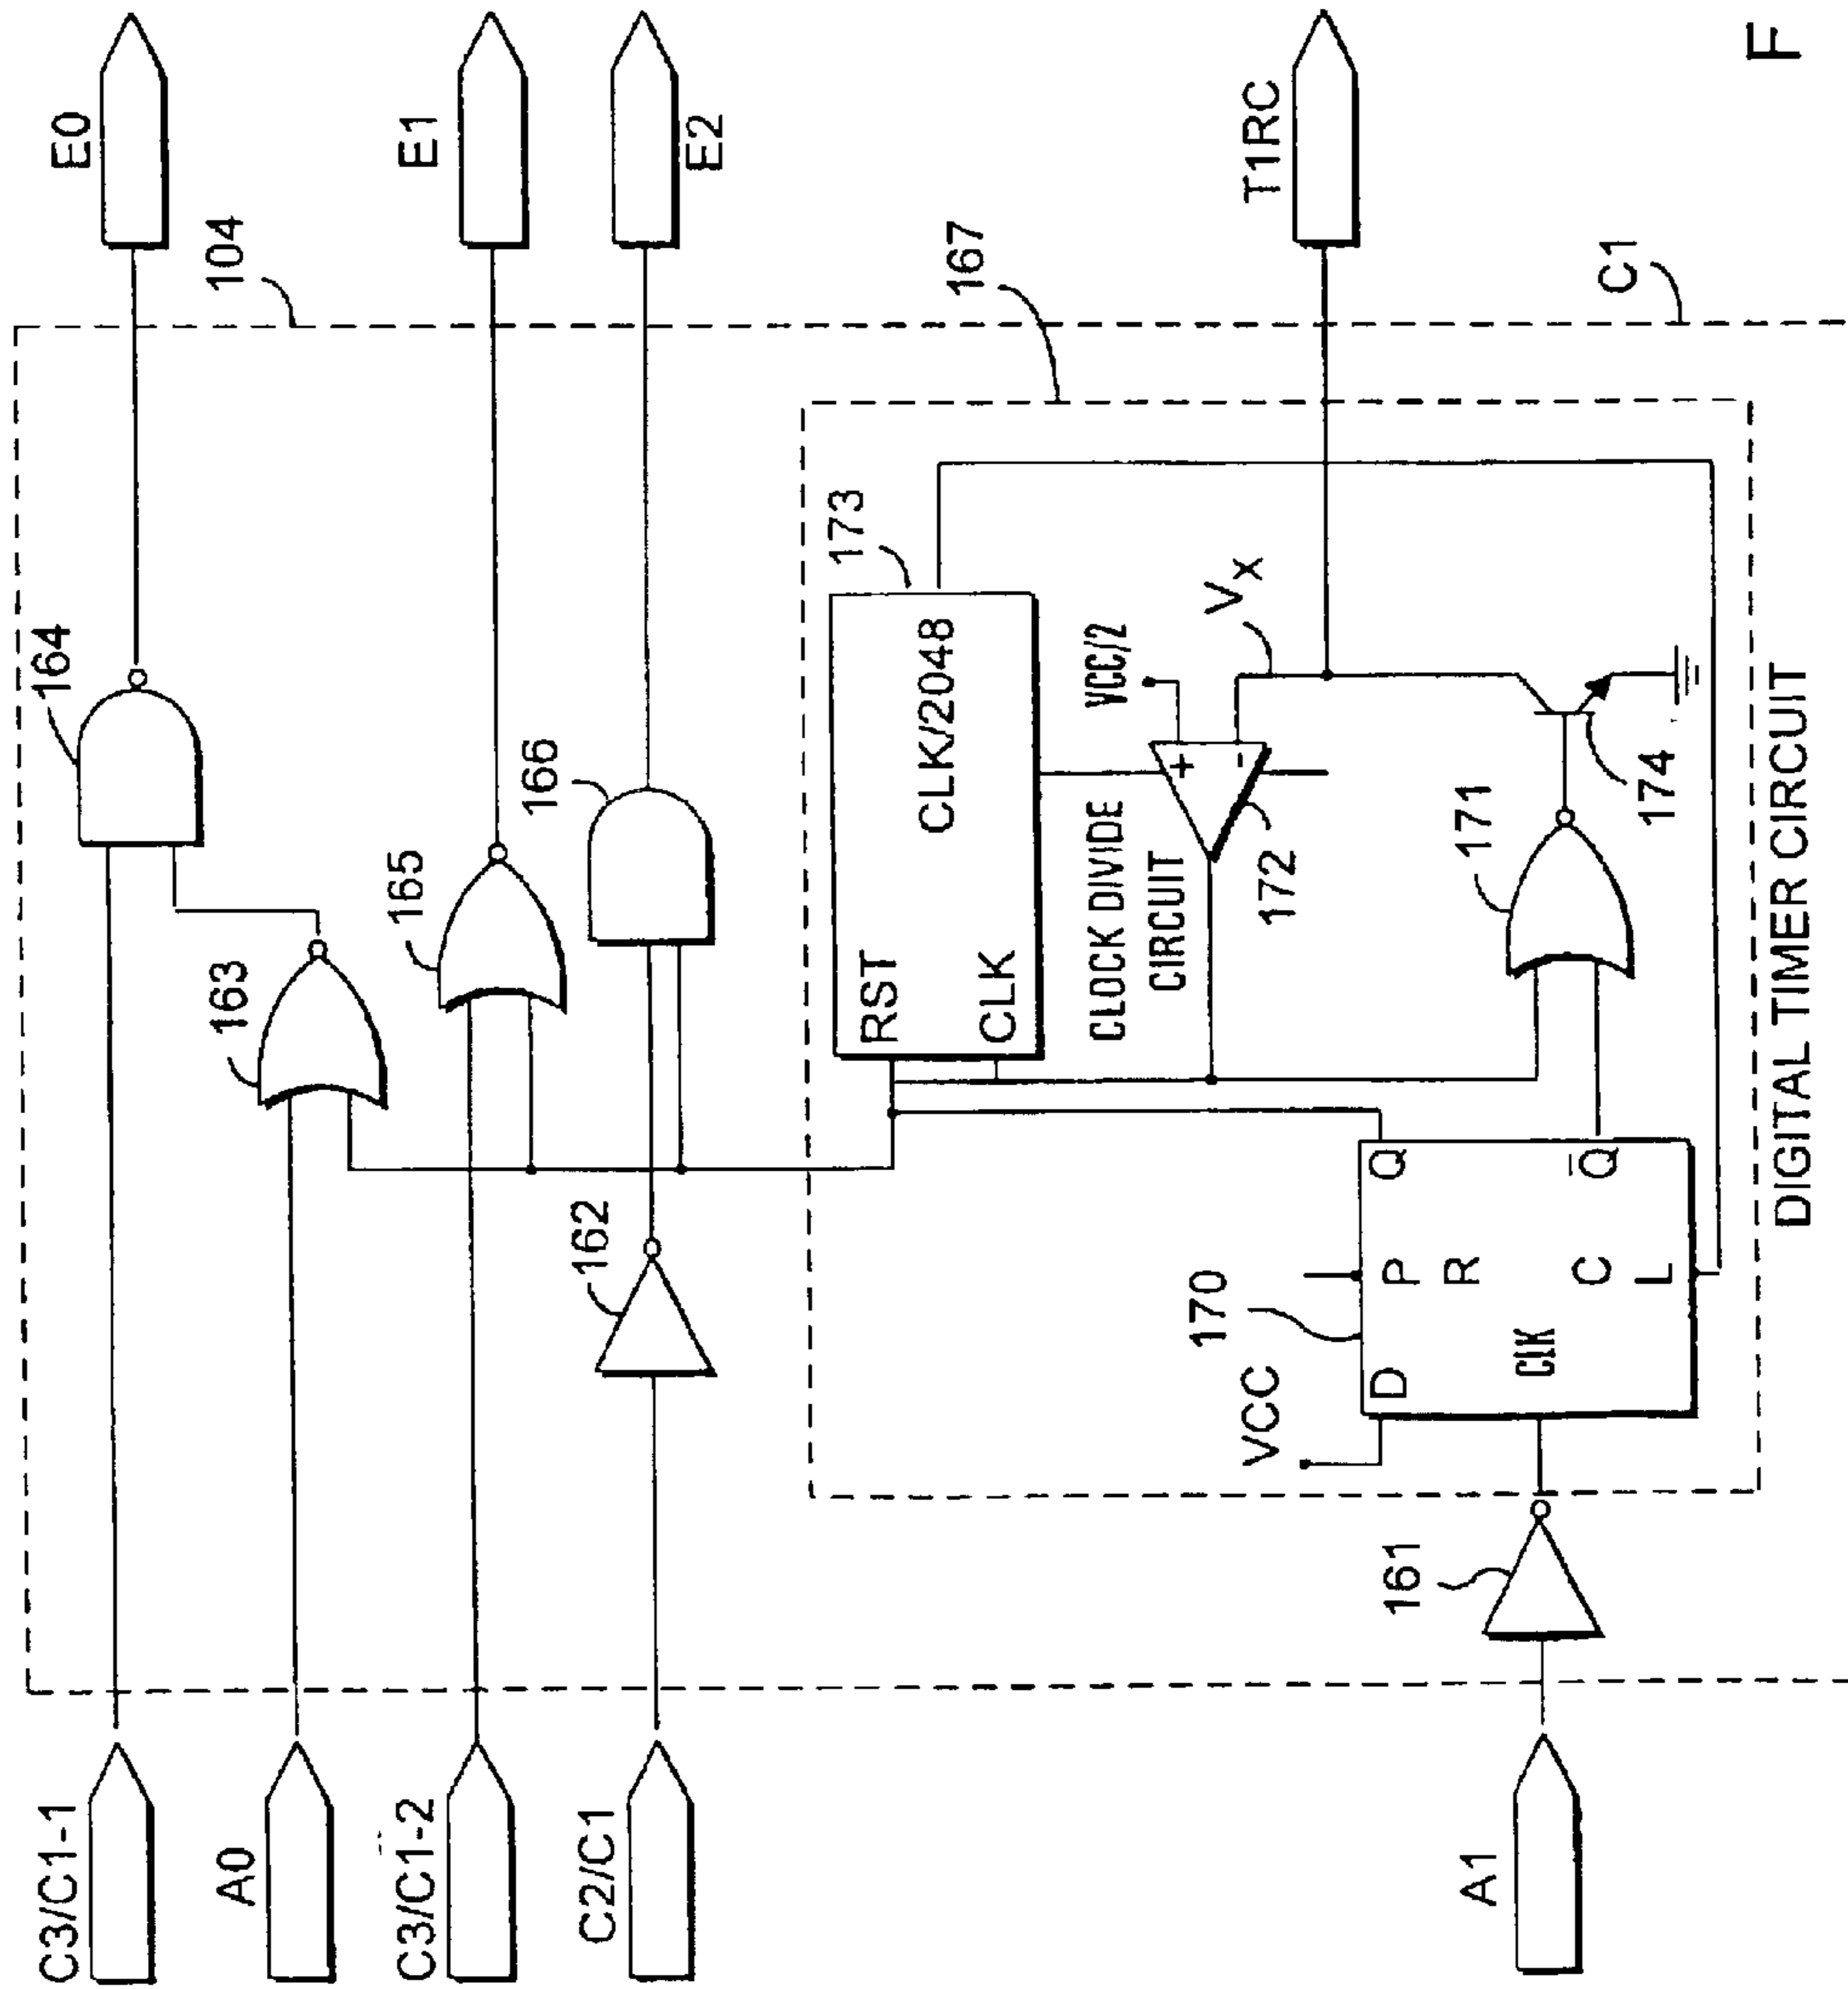 C3/C1-1
A0
C3/C1-2
C2/C1
A1
104
C1
161
162
163
164
165
166
167
E0
E1
E2
T1RC
170
VCC
D
P
R
CLK
C
L
Q
Q̅
173
RST
CLK
CLK/2048
CLOCK DIVIDE
CIRCUIT
VCC/2
+
-
172
VX
171
174
DIGITAL TIMER CIRCUIT
F